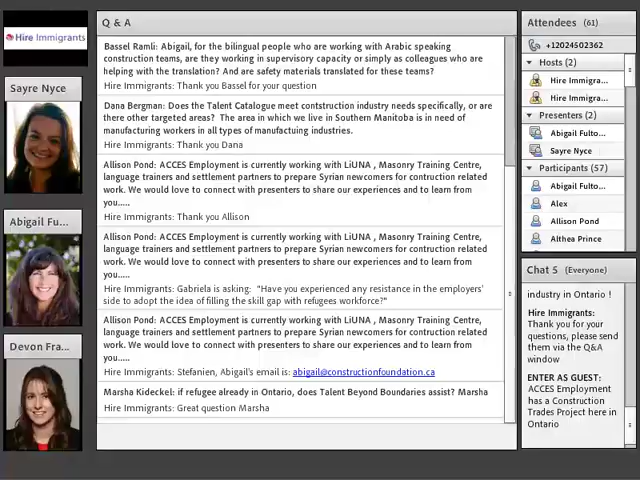 Hire Immigrants
Sayre Nyce
Abigail Fu...
Devon Fra...
Q & A
Bassel Ramli: Abigail, for the bilingual people who are working with Arabic speaking
construction teams, are they working in supervisory capacity or simply as colleagues who are
helping with the translation? And are safety materials translated for these teams?
Hire Immigrants: Thank you Bassel for your question
Dana Bergman: Does the Talent Catalogue meet contstruction industry needs specifically, or are
there other targeted areas? The area in which we live in Southern Manitoba is in need of
manufacturing workers in all types of manufacturing industries.
Hire Immigrants: Thank you Dana
Allison Pond: ACCES Employment is currently working with LiUNA , Masonry Training Centre,
language trainers and settlement partners to prepare Syrian newcomers for contruction related
work. We would love to connect with presenters to share our experiences and to learn from
you.....
Hire Immigrants: Thank you Allison
Allison Pond: ACCES Employment is currently working with LiUNA , Masonry Training Centre,
language trainers and settlement partners to prepare Syrian newcomers for contruction related
work. We would love to connect with presenters to share our experiences and to learn from
you.....
Hire Immigrants: Gabriela is asking: "Have you experienced any resistance in the employers'
side to adopt the idea of filling the skill gap with refugees workforce?"
Allison Pond: ACCES Employment is currently working with LiUNA , Masonry Training Centre,
language trainers and settlement partners to prepare Syrian newcomers for contruction related
work. We would love to connect with presenters to share our experiences and to learn from
you.....
Hire Immigrants: Stefanien, Abigail's email is: abigail@constructionfoundation.ca
Marsha Kideckel: if refugee already in Ontario, does Talent Beyond Boundaries assist? Marsha
Hire Immigrants: Great question Marsha
Attendees (61)
+12024502362
Hosts (2)
Hire Immigra...
Hire Immigra...
Presenters (2)
Abigail Fulto...
Sayre Nyce
Participants (57)
Abigail Fulto...
Alex
Allison Pond
Althea Prince
Chat 5 (Everyone)
industry in Ontario !
Hire Immigrants:
Thank you for your
questions, please send
them via the Q&A
window
ENTER AS GUEST:
ACCES Employment
has a Construction
Trades Project here in
Ontario